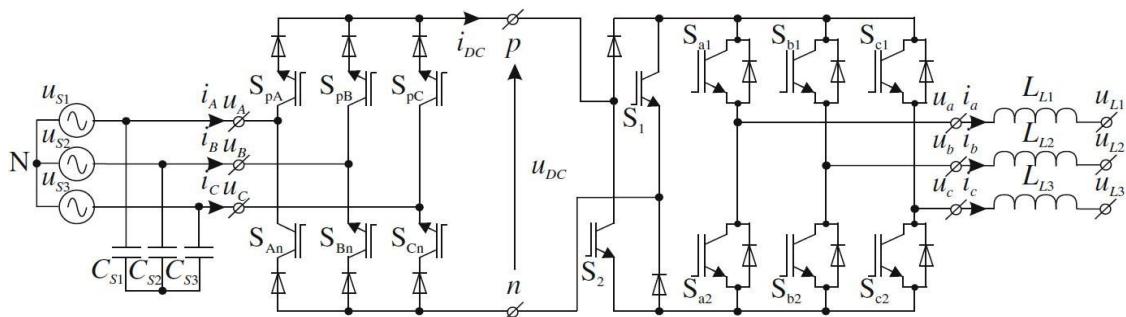 i_DC
p
S_pA S_pB S_pC
S_a1 S_b1 S_c1
S_1
u_S1 i_A u_A
u_a i_a L_L1 u_L1
N u_S2 i_B u_B
u_DC
u_b i_b L_L2 u_L2
u_S3 i_C u_C
u_c i_c L_L3 u_L3
S_An S_Bn S_Cn
S_2
C_S1 C_S2 C_S3
n
S_a2 S_b2 S_c2